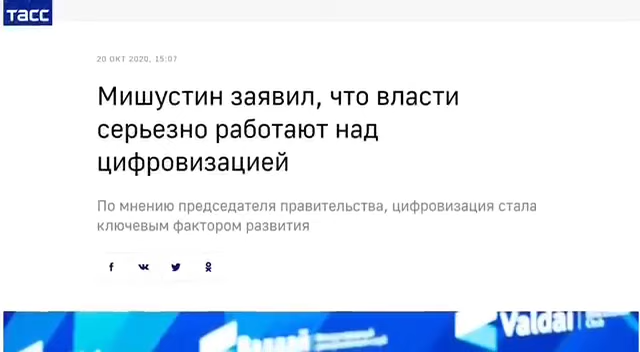 ТАСС
20 ОКТ 2020, 15:07
Мишустин заявил, что власти
серьезно работают над
цифровизацией
По мнению председателя правительства, цифровизация стала
ключевым фактором развития
Valdai